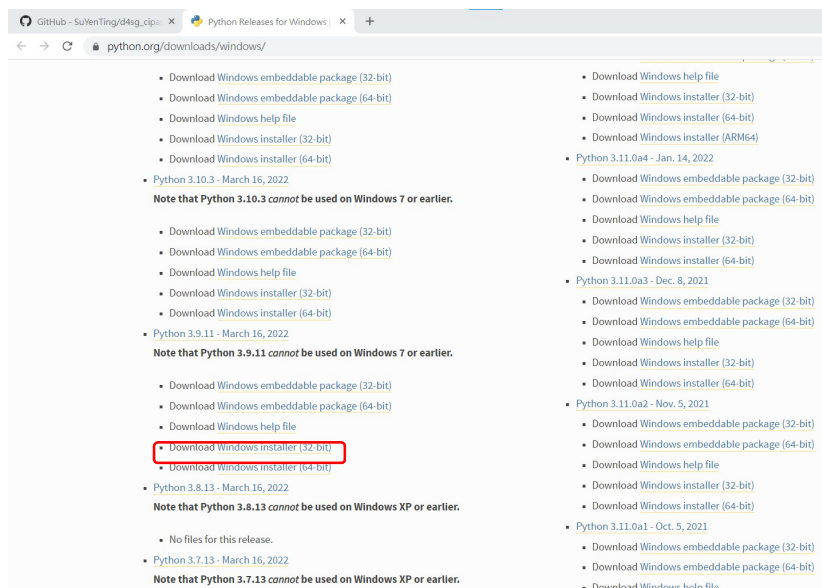 GitHub - SuYenTing/d4sg_cipa
Python Releases for Windows |
python.org/downloads/windows/
Download Windows embeddable package (32-bit)
Download Windows embeddable package (64-bit)
Download Windows help file
Download Windows installer (32-bit)
Download Windows installer (64-bit)
Python 3.10.3 - March 16, 2022
Note that Python 3.10.3 cannot be used on Windows 7 or earlier.
Download Windows embeddable package (32-bit)
Download Windows embeddable package (64-bit)
Download Windows help file
Download Windows installer (32-bit)
Download Windows installer (64-bit)
Python 3.9.11 - March 16, 2022
Note that Python 3.9.11 cannot be used on Windows 7 or earlier.
Download Windows embeddable package (32-bit)
Download Windows embeddable package (64-bit)
Download Windows help file
Download Windows installer (32-bit)
Download Windows installer (64-bit)
Python 3.8.13 - March 16, 2022
Note that Python 3.8.13 cannot be used on Windows XP or earlier.
No files for this release.
Python 3.7.13 - March 16, 2022
Note that Python 3.7.13 cannot be used on Windows XP or earlier.
Download Windows help file
Download Windows installer (32-bit)
Download Windows installer (64-bit)
Download Windows installer (ARM64)
Python 3.11.0a4 - Jan. 14, 2022
Download Windows embeddable package (32-bit)
Download Windows embeddable package (64-bit)
Download Windows help file
Download Windows installer (32-bit)
Download Windows installer (64-bit)
Python 3.11.0a3 - Dec. 8, 2021
Download Windows embeddable package (32-bit)
Download Windows embeddable package (64-bit)
Download Windows help file
Download Windows installer (32-bit)
Download Windows installer (64-bit)
Python 3.11.0a2 - Nov. 5, 2021
Download Windows embeddable package (32-bit)
Download Windows embeddable package (64-bit)
Download Windows help file
Download Windows installer (32-bit)
Download Windows installer (64-bit)
Python 3.11.0a1 - Oct. 5, 2021
Download Windows embeddable package (32-bit)
Download Windows embeddable package (64-bit)
Download Windows help file